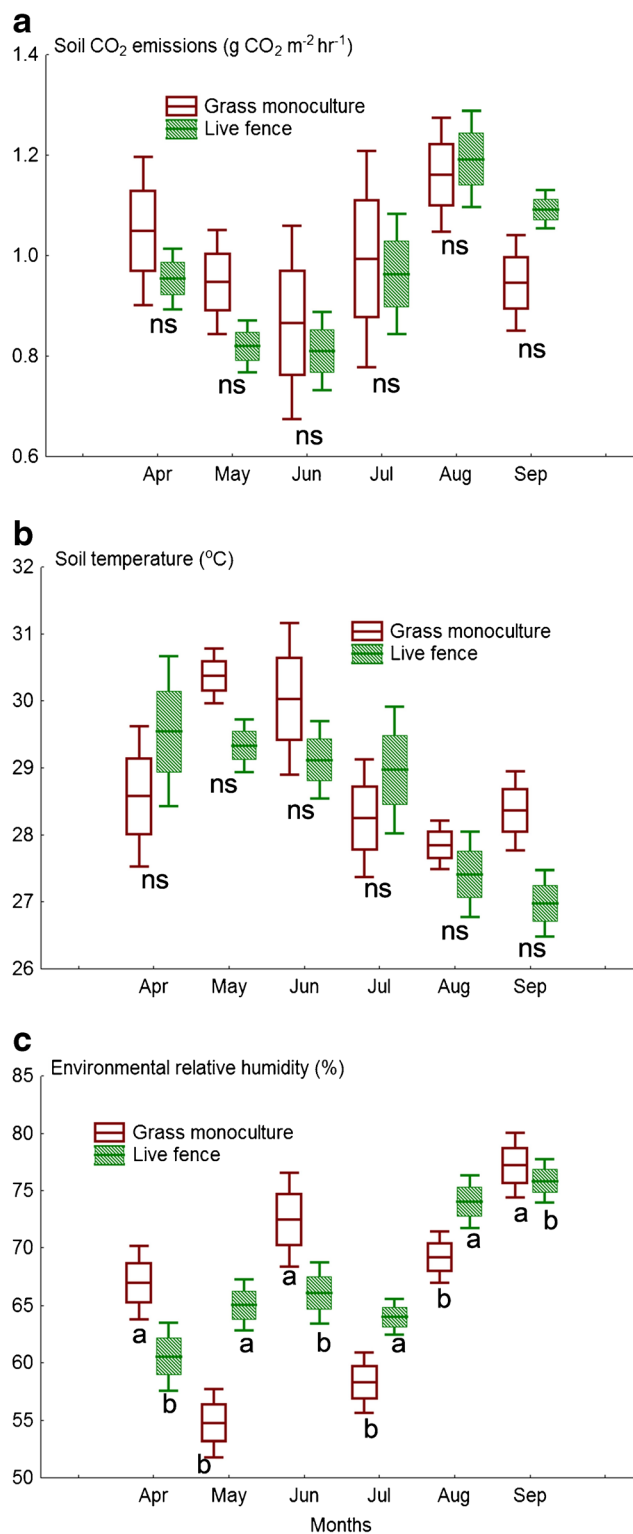 a
Soil CO₂ emissions (g CO₂ m⁻² hr⁻¹)
1.4
Grass monoculture
Live fence
1.2
1.0
0.8
0.6
ns
ns
ns
ns
ns
ns
Apr May Jun Jul Aug Sep
b
Soil temperature (°C)
32
31
Grass monoculture
Live fence
30
29
28
27
26
ns
ns
ns
ns
ns
ns
Apr May Jun Jul Aug Sep
c
Environmental relative humidity (%)
85
Grass monoculture
Live fence
80
75
70
65
60
55
50
a b
b a
a b
b a
b a
a b
Apr May Jun Jul Aug Sep
Months